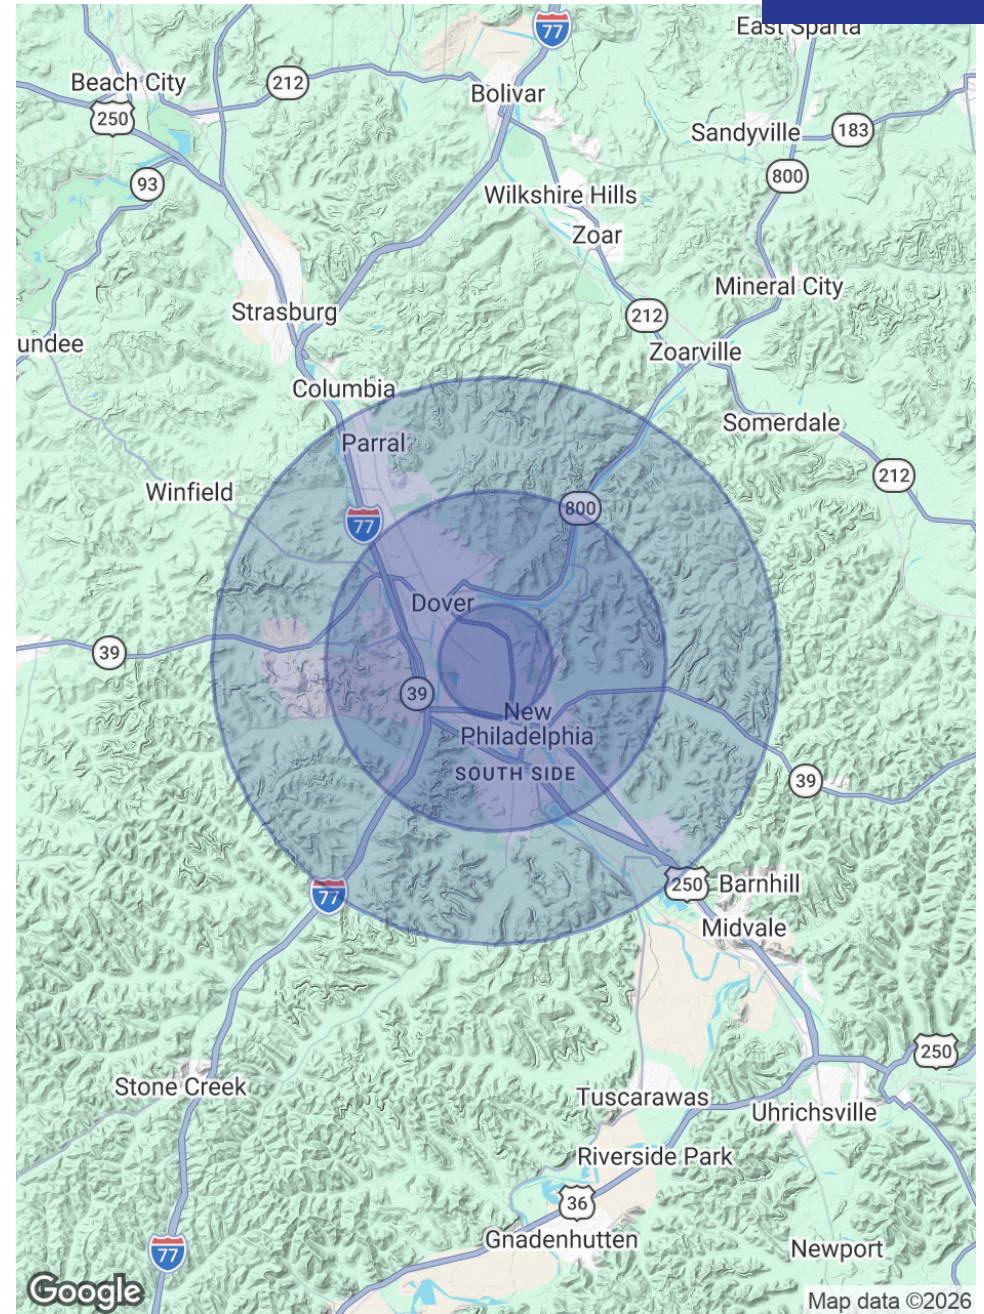 East Sparta
77
Beach City
212
Bolivar
250
Sandyville
183
800
93
Wilkshire Hills
Zoar
Mineral City
Strasburg
212
undee
Zoarville
Columbia
Somerdale
Parral
212
Winfield
800
77
Dover
39
39
New
Philadelphia
SOUTH SIDE
39
250
Barnhill
77
Midvale
250
Stone Creek
Tuscarawas
Uhrichsville
Riverside Park
36
Gnadenhutten
Newport
77
Google
Map data ©2026